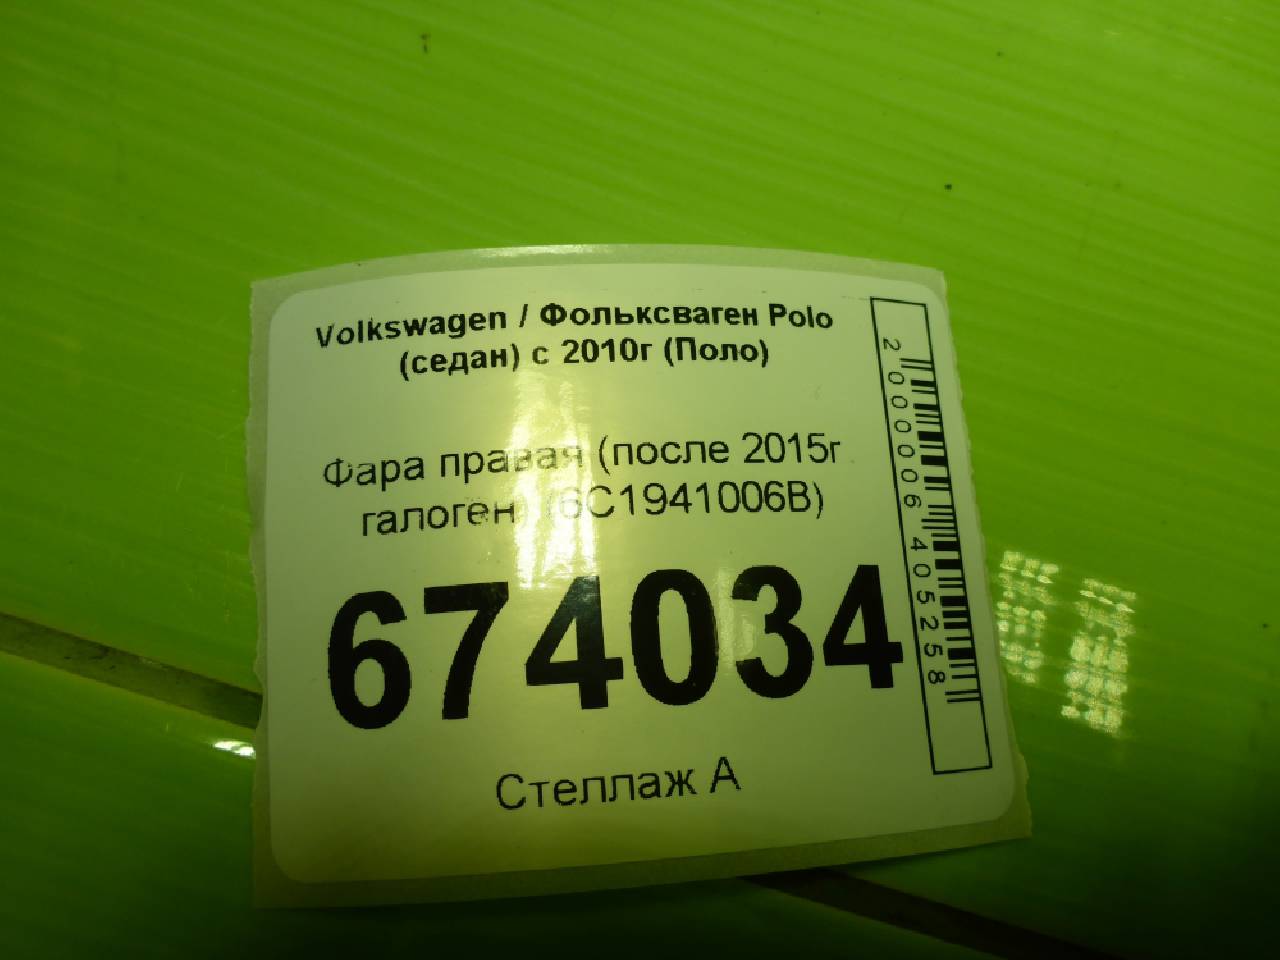 Volkswagen / Фольксваген Polo
(седан) с 2010г (Поло)
Фара правая (после 2015г
галоген) (6C1941006B)
674034
Стеллаж А
2000006405258